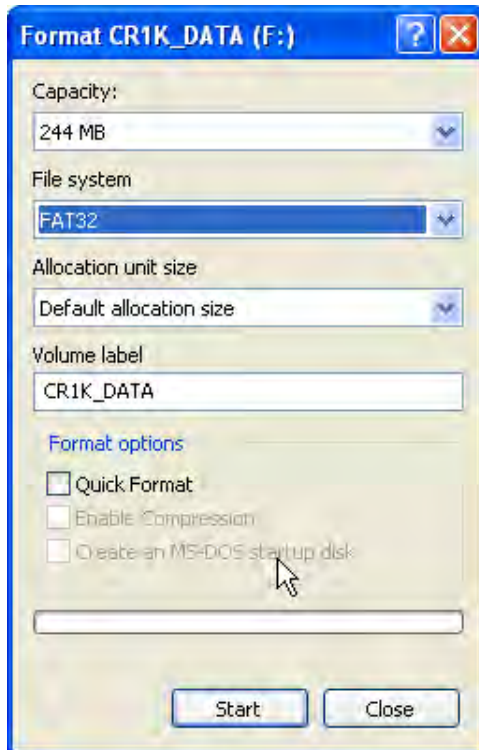 Format CR1K_DATA (F:)
Capacity:
244 MB
File system
FAT32
Allocation unit size
Default allocation size
Volume label
CR1K_DATA
Format options
Quick Format
Enable Compression
Create an MS-DOS startup disk
Start Close